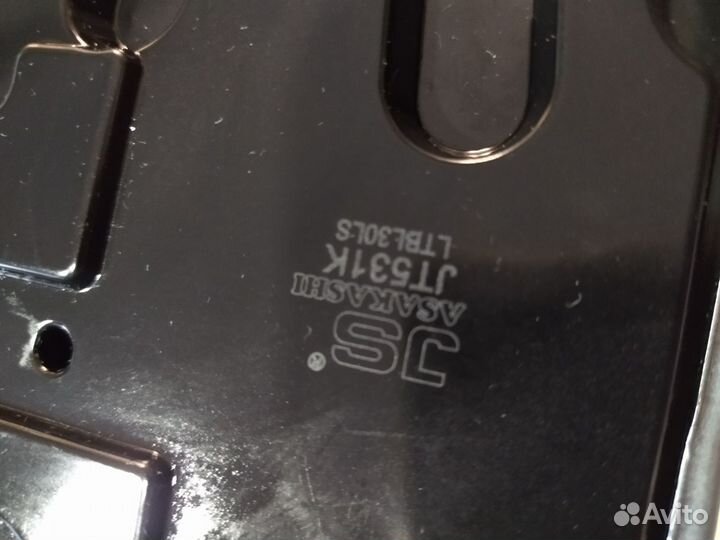 JS
ASAKASHI
JT531K
LTBL30LS
Avito